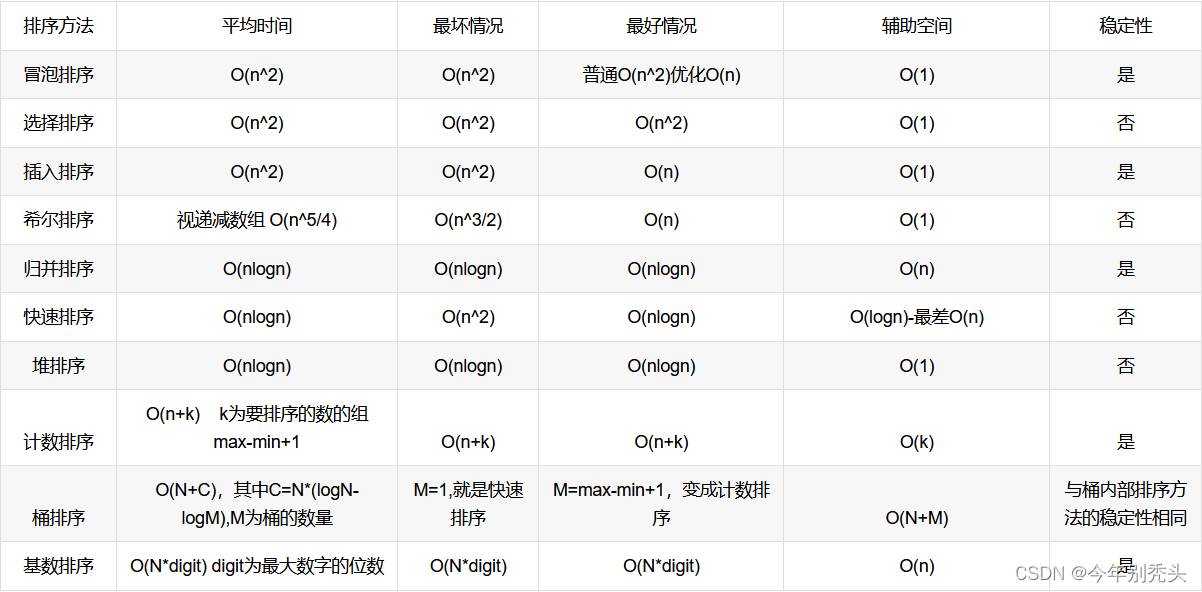 排序方法 平均时间 最坏情况 最好情况 辅助空间 稳定性
冒泡排序 O(n^2) O(n^2) 普通O(n^2)优化O(n) O(1) 是
选择排序 O(n^2) O(n^2) O(n^2) O(1) 否
插入排序 O(n^2) O(n^2) O(n) O(1) 是
希尔排序 视递减数组 O(n^5/4) O(n^3/2) O(n) O(1) 否
归并排序 O(nlogn) O(nlogn) O(nlogn) O(n) 是
快速排序 O(nlogn) O(n^2) O(nlogn) O(logn)-最差O(n) 否
堆排序 O(nlogn) O(nlogn) O(nlogn) O(1) 否
O(n+k) k为要排序的数的组
计数排序 max-min+1 O(n+k) O(n+k) O(k) 是
O(N+C)，其中C=N*(logN- M=1,就是快速 M=max-min+1，变成计数排 与桶内部排序方
桶排序 logM),M为桶的数量 排序 序 O(N+M) 法的稳定性相同
基数排序 O(N*digit) digit为最大数字的位数 O(N*digit) O(N*digit) O(n) 是
CSDN @今年别秃头